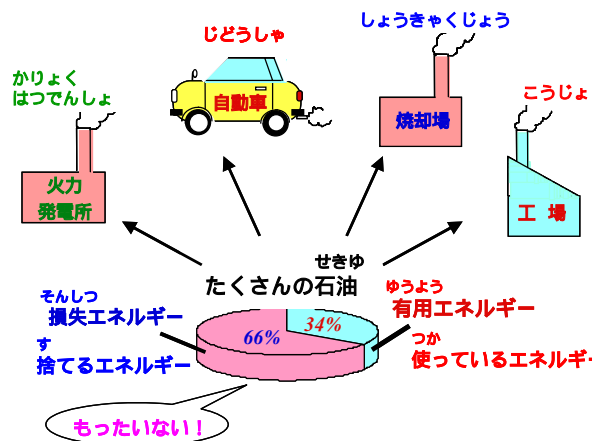 しょうきゃくじょう
じどうしゃ
かりょく
はつでんしょ
自動車
焼却場
こうじょ
火力
発電所
工 場
せきゆ
たくさんの石油
そんしつ
損失エネルギー
す
捨てるエネルギー
66%
34%
ゆうよう
有用エネルギー
つか
使っているエネルギー
もったいない!